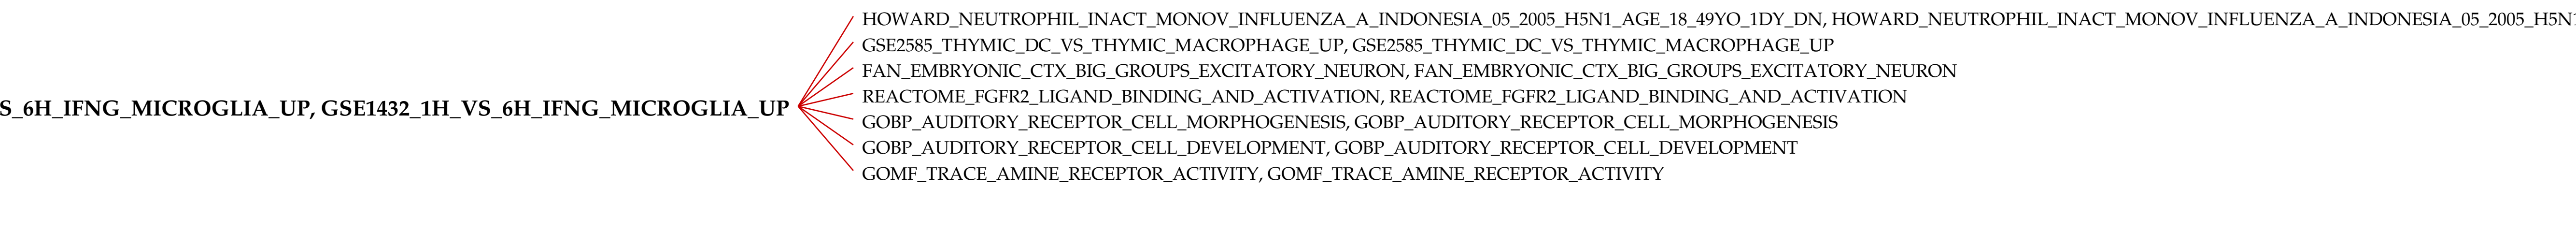 HOWARD_NEUTROPHIL_INACT_MONOV_INFLUENZA_A_INDONESIA_05_2005_H5N1_AGE_18_49YO_1DY_DN, HOWARD_NEUTROPHIL_INACT_MONOV_INFLUENZA_A_INDONESIA_05_2005_H5N1
GSE2585_THYMIC_DC_VS_THYMIC_MACROPHAGE_UP, GSE2585_THYMIC_DC_VS_THYMIC_MACROPHAGE_UP
FAN_EMBRYONIC_CTX_BIG_GROUPS_EXCITATORY_NEURON, FAN_EMBRYONIC_CTX_BIG_GROUPS_EXCITATORY_NEURON
REACTOME_FGFR2_LIGAND_BINDING_AND_ACTIVATION, REACTOME_FGFR2_LIGAND_BINDING_AND_ACTIVATION
S_6H_IFNG_MICROGLIA_UP, GSE1432_1H_VS_6H_IFNG_MICROGLIA_UP
GOBP_AUDITORY_RECEPTOR_CELL_MORPHOGENESIS, GOBP_AUDITORY_RECEPTOR_CELL_MORPHOGENESIS
GOBP_AUDITORY_RECEPTOR_CELL_DEVELOPMENT, GOBP_AUDITORY_RECEPTOR_CELL_DEVELOPMENT
GOMF_TRACE_AMINE_RECEPTOR_ACTIVITY, GOMF_TRACE_AMINE_RECEPTOR_ACTIVITY